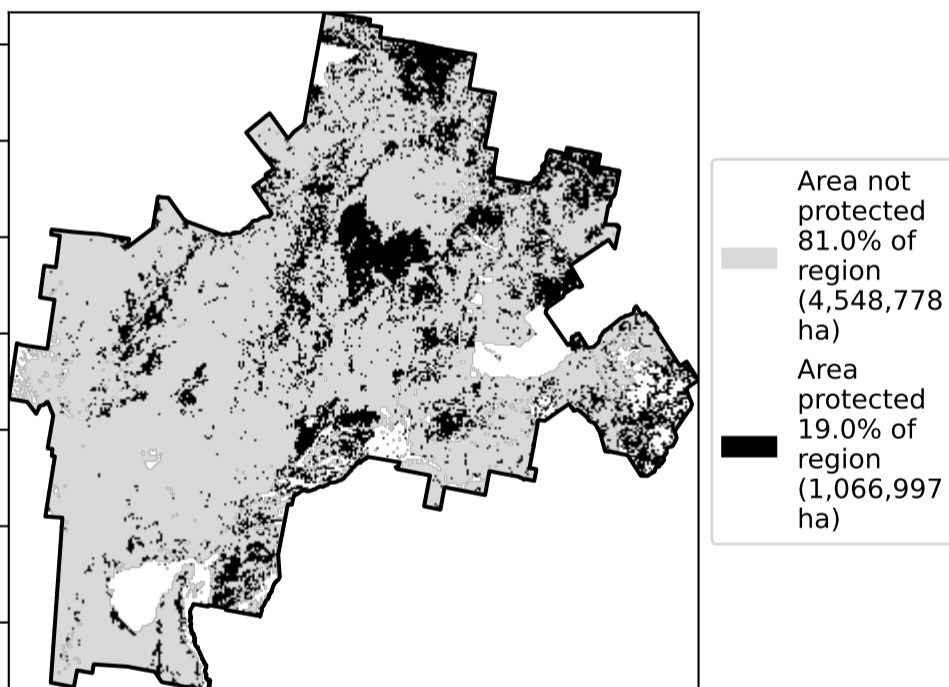 Area not
protected
81.0% of
region
(4,548,778
ha)
Area
protected
19.0% of
region
(1,066,997
ha)